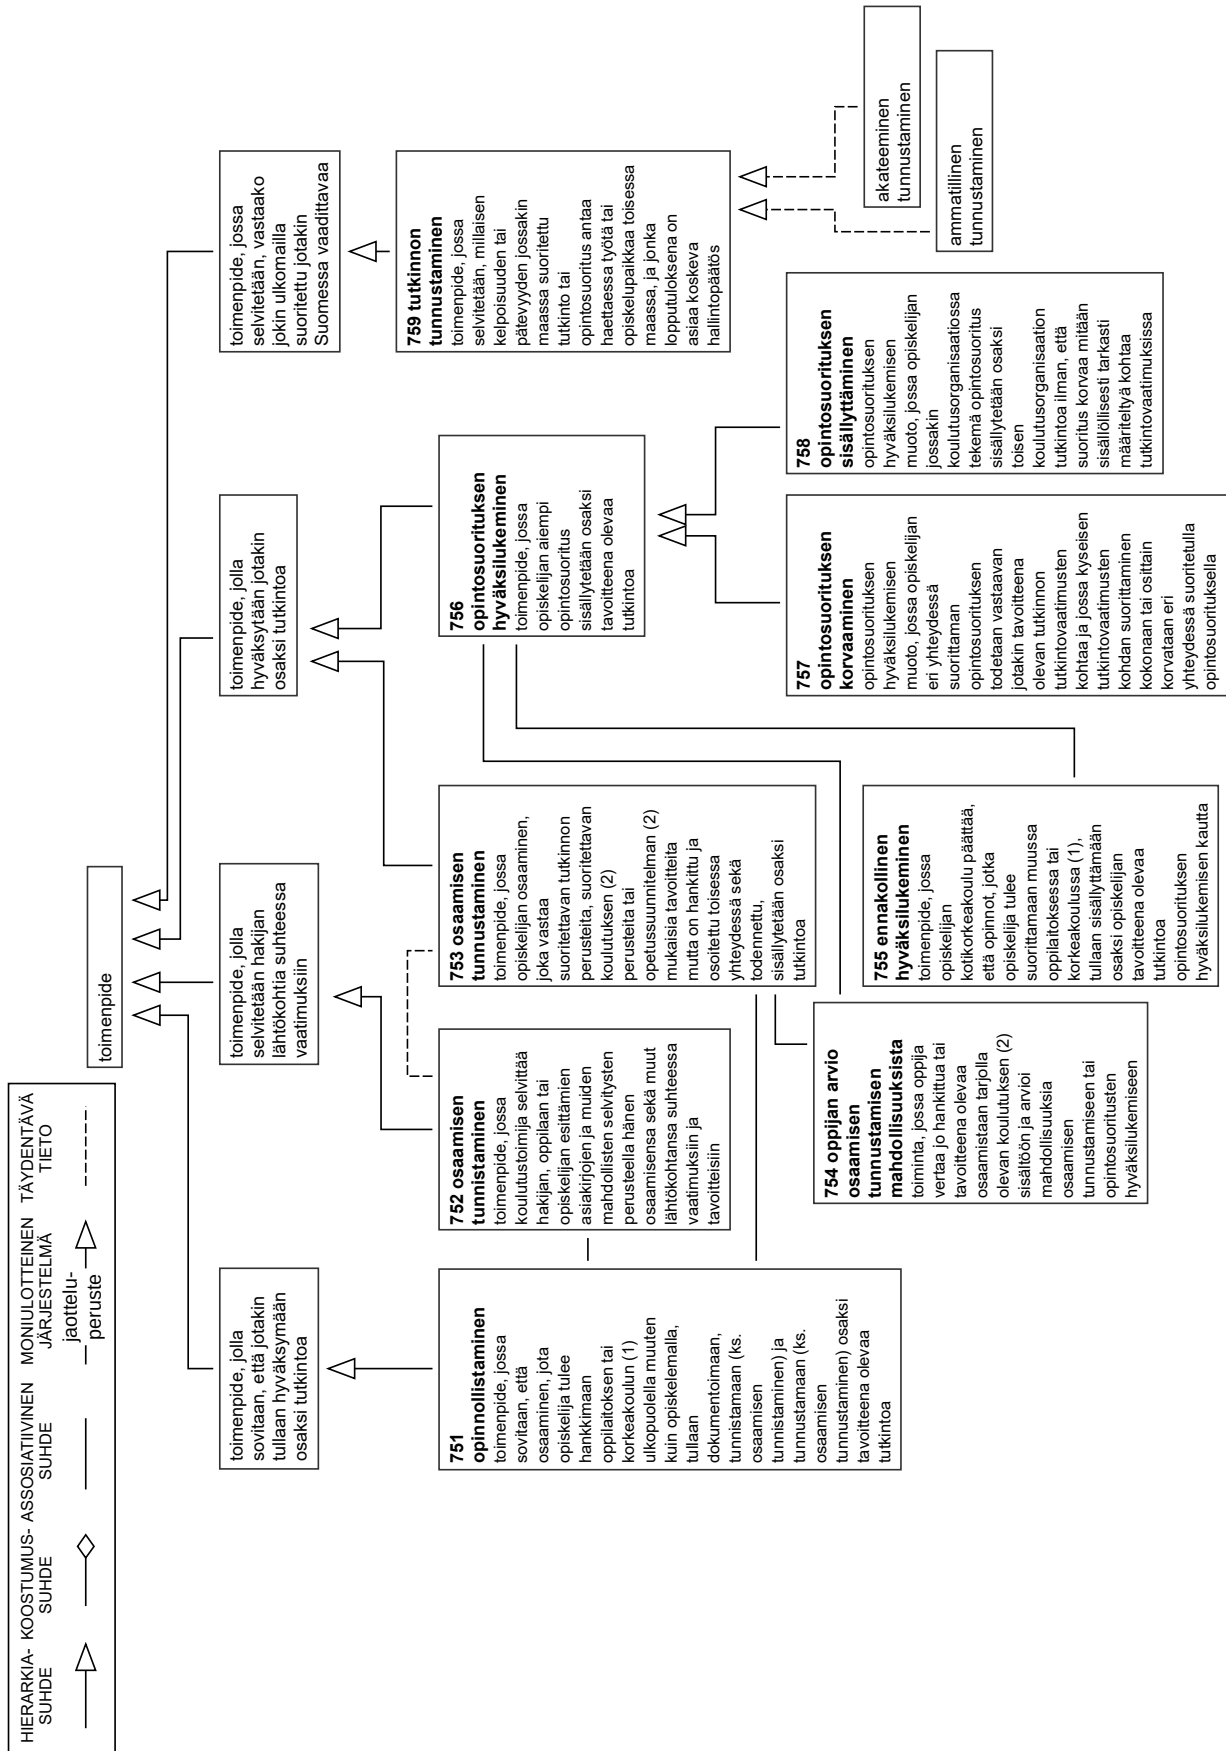 HIERARKIA-
SUHDE
KOOSTUMUS-
SUHDE
ASSOSIATIIVINEN
SUHDE
MONIULOTTEINEN
JÄRJESTELMÄ
jaottelu-
peruste
TÄYDENTÄVÄ
TIETO
toimenpide
toimenpide, jolla
sovitaan, että jotakin
tullaan hyväksymään
osaksi tutkintoa
toimenpide, jolla
selvitetään hakijan
lähtökohtia suhteessa
vaatimuksiin
toimenpide, jolla
hyväksytään jotakin
osaksi tutkintoa
toimenpide, jossa
selvitetään, vastaako
jokin ulkomailla
suoritettu jotakin
Suomessa vaadittavaa
751
opinnollistaminen
toimenpide, jossa
sovitaan, että
osaaminen, jota
opiskelija tulee
hankkimaan
oppilaitoksen tai
korkeakoulun (1)
ulkopuolella muuten
kuin opiskelemalla,
tullaan
dokumentoimaan,
tunnistamaan (ks.
osaamisen
tunnistaminen) ja
tunnustamaan (ks.
osaamisen
tunnustaminen) osaksi
tavoitteena olevaa
tutkintoa
752 osaamisen
tunnistaminen
toimenpide, jossa
koulutustoimija selvittää
hakijan, oppilaan tai
opiskelijan esittämien
asiakirjojen ja muiden
mahdollisten selvitysten
perusteella hänen
osaamisensa sekä muut
lähtökohtansa suhteessa
vaatimuksiin ja
tavoitteisiin
753 osaamisen
tunnustaminen
toimenpide, jossa
opiskelijan osaaminen,
joka vastaa
suoritettavan tutkinnon
perusteita, suoritettavan
koulutuksen (2)
perusteita tai
opetussuunnitelman (2)
mukaisia tavoitteita
mutta on hankittu ja
osoitettu toisessa
yhteydessä sekä
todennettu,
sisällytetään osaksi
tutkintoa
756
opintosuorituksen
hyväksilukeminen
toimenpide, jossa
opiskelijan aiempi
opintosuoritus
sisällytetään osaksi
tavoitteena olevaa
tutkintoa
759 tutkinnon
tunnustaminen
toimenpide, jossa
selvitetään, millaisen
kelpoisuuden tai
pätevyyden jossakin
maassa suoritettu
tutkinto tai
opintosuoritus antaa
haettaessa työtä tai
opiskelupaikkaa toisessa
maassa, ja jonka
lopputuloksena on
asiaa koskeva
hallintopäätös
754 oppijan arvio
osaamisen
tunnustamisen
mahdollisuuksista
toiminta, jossa oppija
vertaa jo hankittua tai
tavoitteena olevaa
osaamistaan tarjolla
olevan koulutuksen (2)
sisältöön ja arvioi
mahdollisuuksia
osaamisen
tunnustamiseen tai
opintosuoritusten
hyväksilukemiseen
755 ennakollinen
hyväksilukeminen
toimenpide, jossa
opiskelijan
kotikorkeakoulu päättää,
että opinnot, jotka
opiskelija tulee
suorittamaan muussa
oppilaitoksessa tai
korkeakoulussa (1),
tullaan sisällyttämään
osaksi opiskelijan
tavoitteena olevaa
tutkintoa
opintosuorituksen
hyväksilukemisen kautta
757
opintosuorituksen
korvaaminen
opintosuorituksen
hyväksilukemisen
muoto, jossa opiskelijan
eri yhteydessä
suorittaman
opintosuorituksen
todetaan vastaavan
jotakin tavoitteena
olevan tutkinnon
tutkintovaatimusten
kohtaa ja jossa kyseisen
tutkintovaatimusten
kohdan suorittaminen
kokonaan tai osittain
korvataan eri
yhteydessä suoritetulla
opintosuorituksella
758
opintosuorituksen
sisällyttäminen
opintosuorituksen
hyväksilukemisen
muoto, jossa opiskelijan
jossakin
koulutusorganisaatiossa
tekemä opintosuoritus
sisällytetään osaksi
toisen
koulutusorganisaation
tutkintoa ilman, että
suoritus korvaa mitään
sisällöllisesti tarkasti
määriteltyä kohtaa
tutkintovaatimuksissa
akateeminen
tunnustaminen
ammatillinen
tunnustaminen